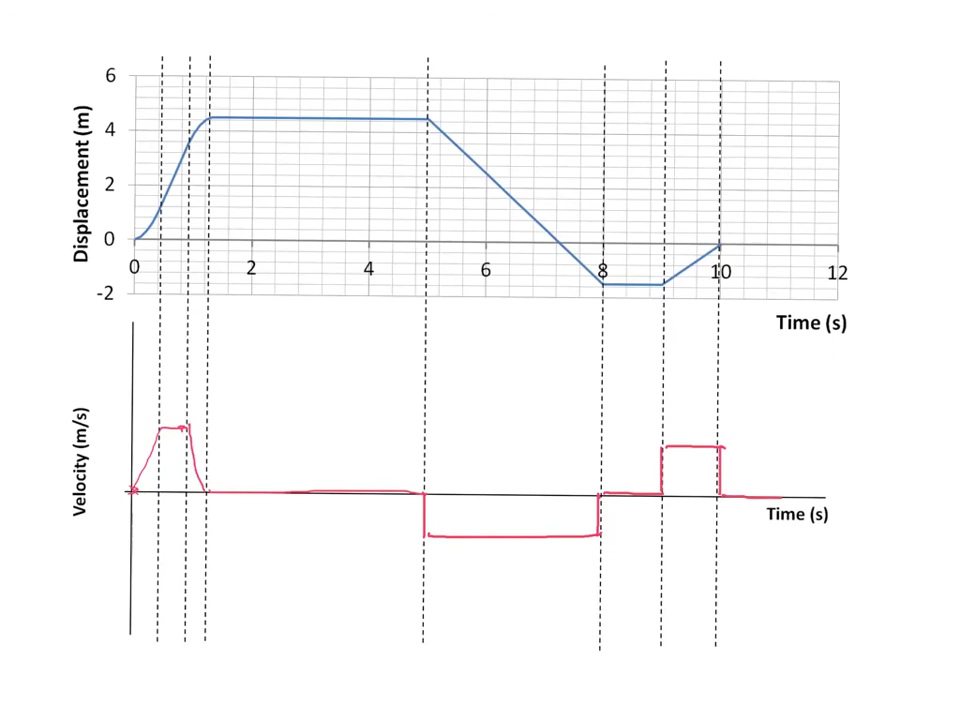 6
4
2
0
-2
Displacement (m)
0 2 4 6 8 10 12
Time (s)
Velocity (m/s)
Time (s)